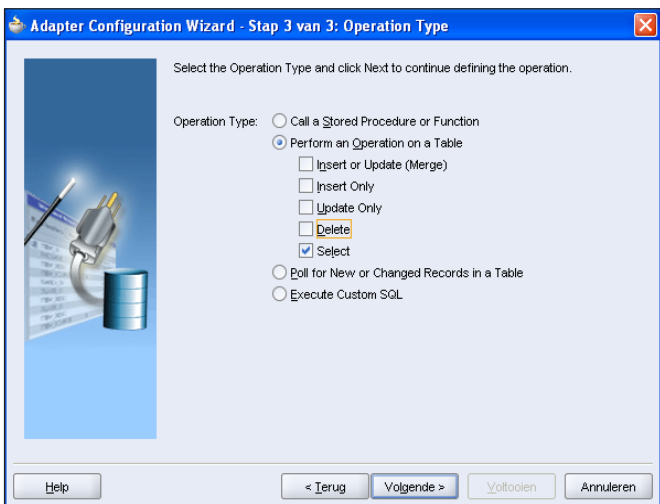 Adapter Configuration Wizard - Stap 3 van 3: Operation Type
Select the Operation Type and click Next to continue defining the operation.
Operation Type: Call a Stored Procedure or Function
Perform an Operation on a Table
Insert or Update (Merge)
Insert Only
Update Only
Delete
Select
Poll for New or Changed Records in a Table
Execute Custom SQL
Help < Terug Volgende > Voltooien Annuleren